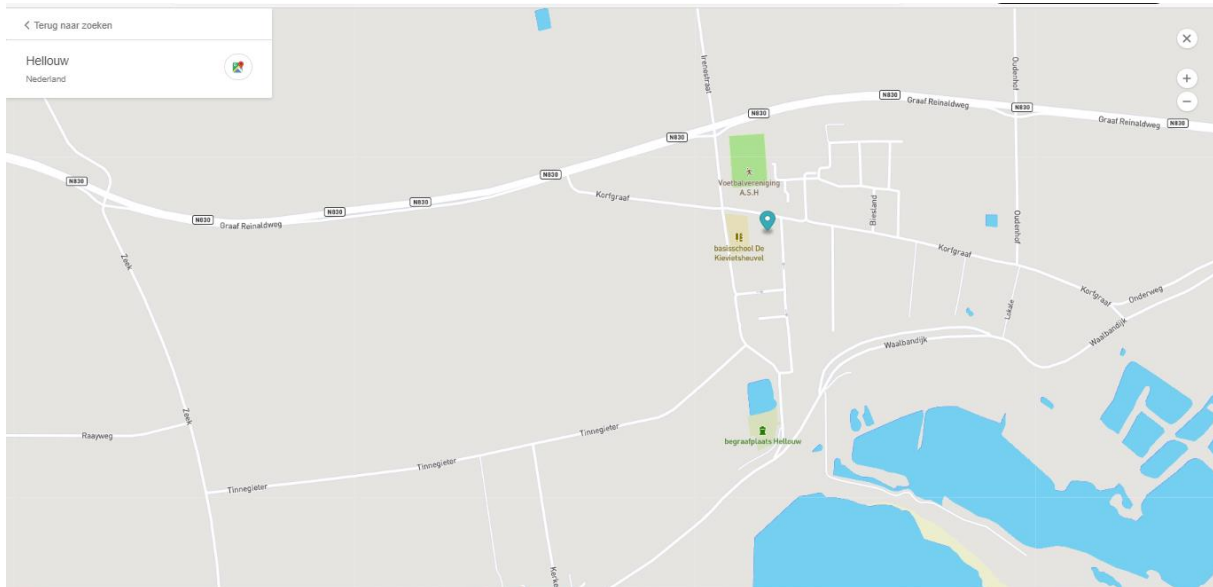 Terug naar zoeken
Hellouw
Nederland
Irenestraat
Oudenhof
N830
Graaf Reinaldweg
N830
Graaf Reinaldweg
N830
N830
N830
N830
Voetbalvereniging
A.S.H
Korfgraaf
N830
N830
N830
Graaf Reinaldweg
Biesland
Oudenhof
basisschool De
Kievietsheuvel
Korfgraaf
Zeek
Korfgraaf
Onderweg
Lokale
Waalbandijk
Waalbandijk
Zeek
Raayweg
Tinnegieter
begraafplaats Hellouw
Tinnegieter
Tinnegieter